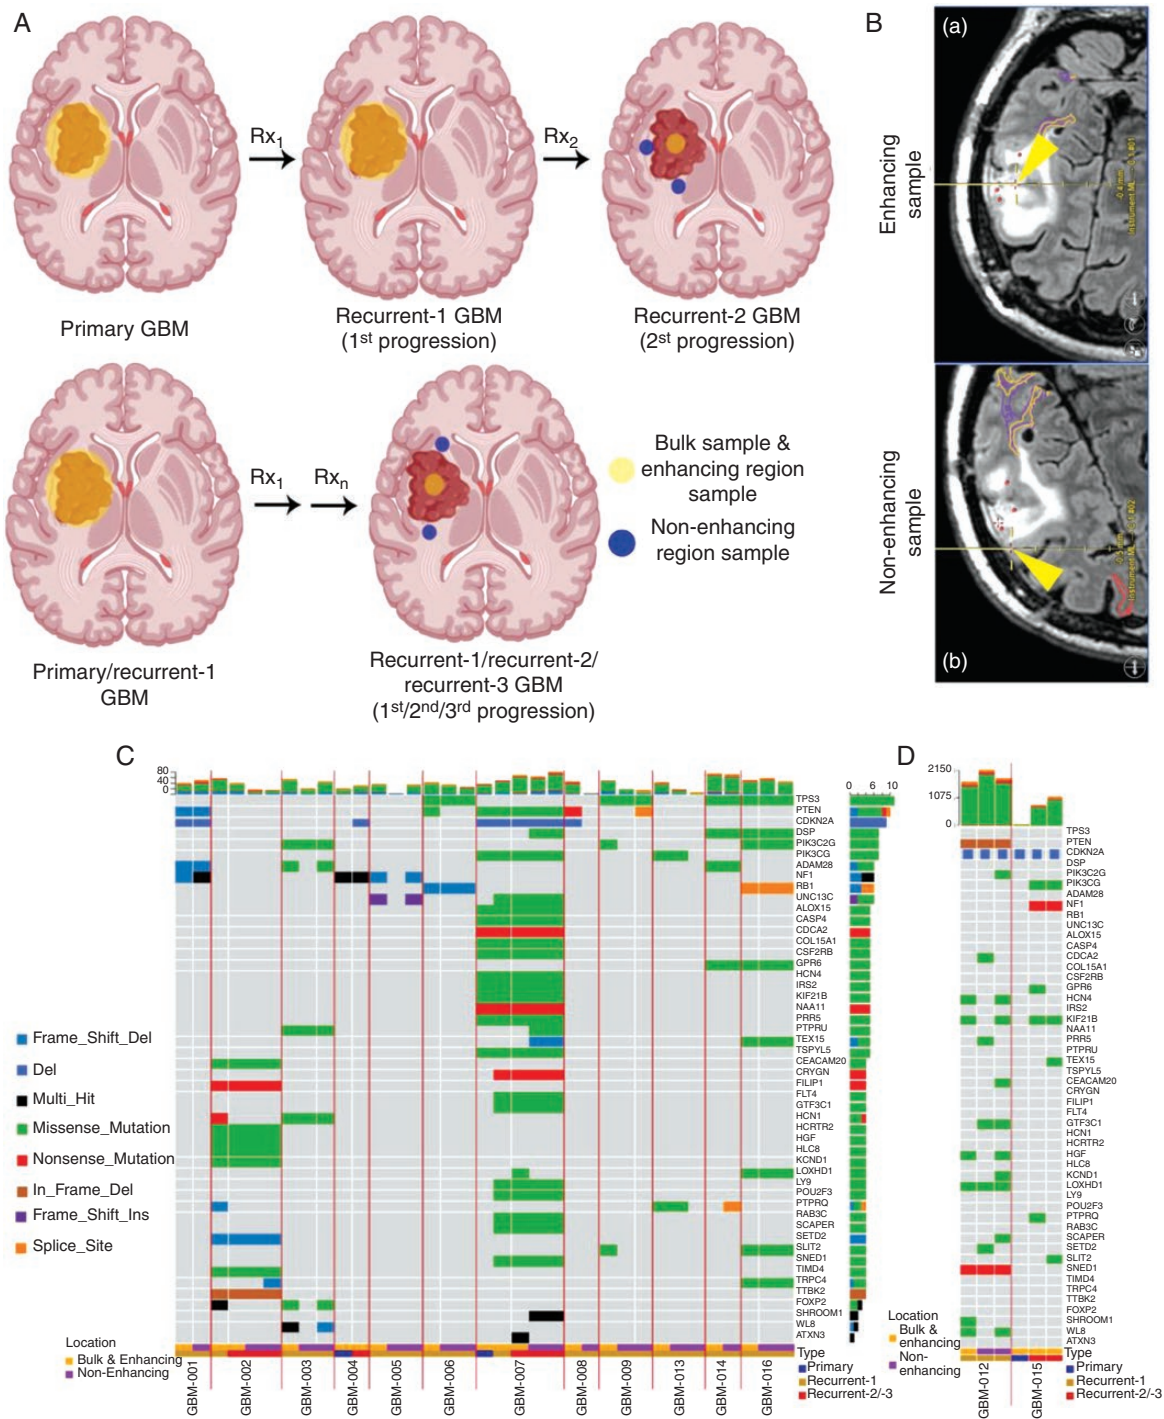 A
Rx1
Rx2
Primary GBM
Recurrent-1 GBM
(1st progression)
Recurrent-2 GBM
(2st progression)
Rx1
Rxn
Bulk sample &
enhancing region
sample
Non-enhancing
region sample
Primary/recurrent-1
GBM
Recurrent-1/recurrent-2/
recurrent-3 GBM
(1st/2nd/3rd progression)
B
(a)
Enhancing
sample
(b)
Non-enhancing
sample
C
80
40
0
0 6 10
TPS3
PTEN
CDKN2A
DSP
PIK3C2G
PIK3CG
ADAM28
NF1
RB1
UNC13C
ALOX15
CASP4
CDCA2
COL15A1
CSF2RB
GPR6
HCN4
IRS2
KIF21B
NAA11
PRR5
PTPRU
TEX15
TSPYL5
CEACAM20
CRYGN
FILIP1
FLT4
GTF3C1
HCN1
HCRTR2
HGF
HLC8
KCND1
LOXHD1
LY9
POU2F3
PTPRQ
RAB3C
SCAPER
SETD2
SLIT2
SNED1
TIMD4
TRPC4
TTBK2
FOXP2
SHROOM1
WL8
ATXN3
Type
Primary
Recurrent-1
Recurrent-2/-3
Frame_Shift_Del
Del
Multi_Hit
Missense_Mutation
Nonsense_Mutation
In_Frame_Del
Frame_Shift_Ins
Splice_Site
Location
Bulk & Enhancing
Non-Enhancing
GBM-001
GBM-002
GBM-003
GBM-004
GBM-005
GBM-006
GBM-007
GBM-008
GBM-009
GBM-013
GBM-014
GBM-016
D
2150
1075
0
TPS3
PTEN
CDKN2A
DSP
PIK3C2G
PIK3CG
ADAM28
NF1
RB1
UNC13C
ALOX15
CASP4
CDCA2
COL15A1
CSF2RB
GPR6
HCN4
IRS2
KIF21B
NAA11
PRR5
PTPRU
TEX15
TSPYL5
CEACAM20
CRYGN
FILIP1
FLT4
GTF3C1
HCN1
HCRTR2
HGF
HLC8
KCND1
LOXHD1
LY9
POU2F3
PTPRQ
RAB3C
SCAPER
SETD2
SLIT2
SNED1
TIMD4
TRPC4
TTBK2
FOXP2
SHROOM1
WL8
ATXN3
Location
Bulk &
enhancing
Non-
enhancing
Type
Primary
Recurrent-1
Recurrent-2/-3
GBM-012
GBM-015